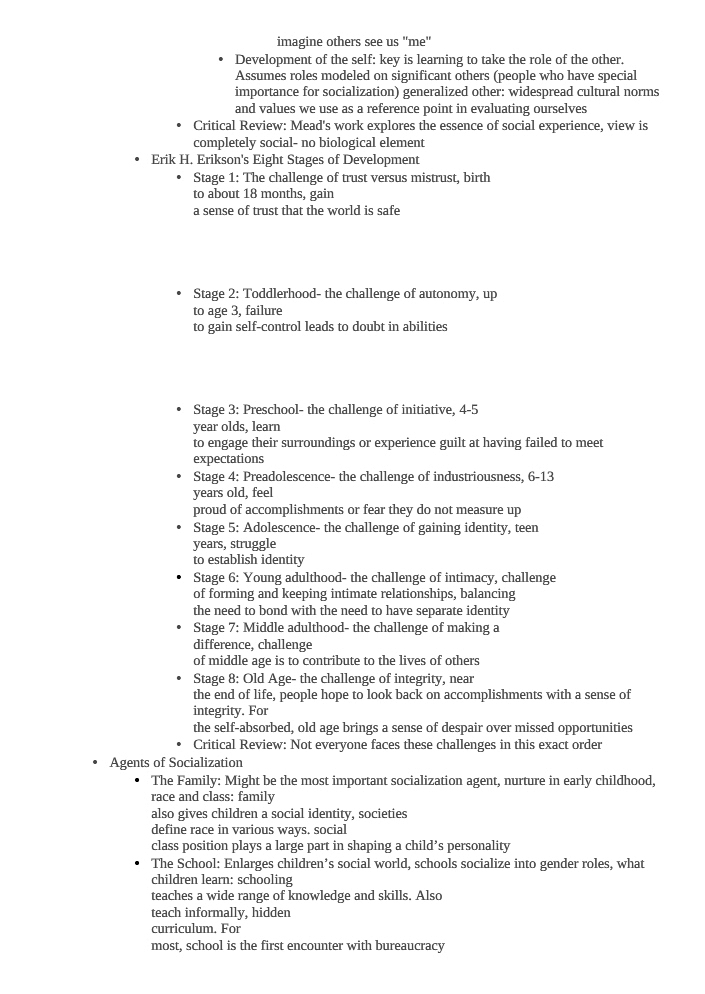 imagine others see us "me"
• Development of the self: key is learning to take the role of the other.
Assumes roles modeled on significant others (people who have special
importance for socialization) generalized other: widespread cultural norms
and values we use as a reference point in evaluating ourselves
• Critical Review: Mead's work explores the essence of social experience, view is
completely social- no biological element
• Erik H. Erikson's Eight Stages of Development
• Stage 1: The challenge of trust versus mistrust, birth
to about 18 months, gain
a sense of trust that the world is safe
• Stage 2: Toddlerhood- the challenge of autonomy, up
to age 3, failure
to gain self-control leads to doubt in abilities
• Stage 3: Preschool- the challenge of initiative, 4-5
year olds, learn
to engage their surroundings or experience guilt at having failed to meet
expectations
• Stage 4: Preadolescence- the challenge of industriousness, 6-13
years old, feel
proud of accomplishments or fear they do not measure up
• Stage 5: Adolescence- the challenge of gaining identity, teen
years, struggle
to establish identity
• Stage 6: Young adulthood- the challenge of intimacy, challenge
of forming and keeping intimate relationships, balancing
the need to bond with the need to have separate identity
• Stage 7: Middle adulthood- the challenge of making a
difference, challenge
of middle age is to contribute to the lives of others
• Stage 8: Old Age- the challenge of integrity, near
the end of life, people hope to look back on accomplishments with a sense of
integrity. For
the self-absorbed, old age brings a sense of despair over missed opportunities
• Critical Review: Not everyone faces these challenges in this exact order
• Agents of Socialization
• The Family: Might be the most important socialization agent, nurture in early childhood,
race and class: family
also gives children a social identity, societies
define race in various ways. social
class position plays a large part in shaping a child’s personality
• The School: Enlarges children’s social world, schools socialize into gender roles, what
children learn: schooling
teaches a wide range of knowledge and skills. Also
teach informally, hidden
curriculum. For
most, school is the first encounter with bureaucracy